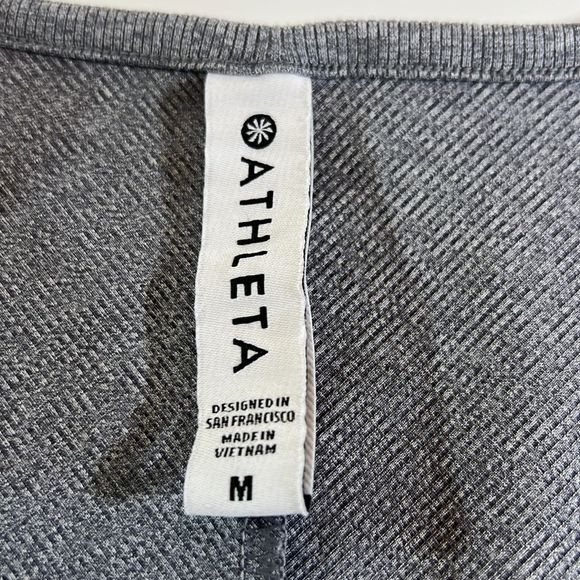 ATHLETA
DESIGNED IN
SAN FRANCISCO
MADE IN
VIETNAM
M